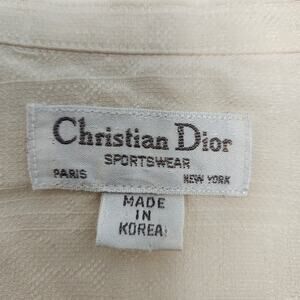 Christian Dior
SPORTSWEAR
PARIS NEW YORK
MADE
IN
KOREA